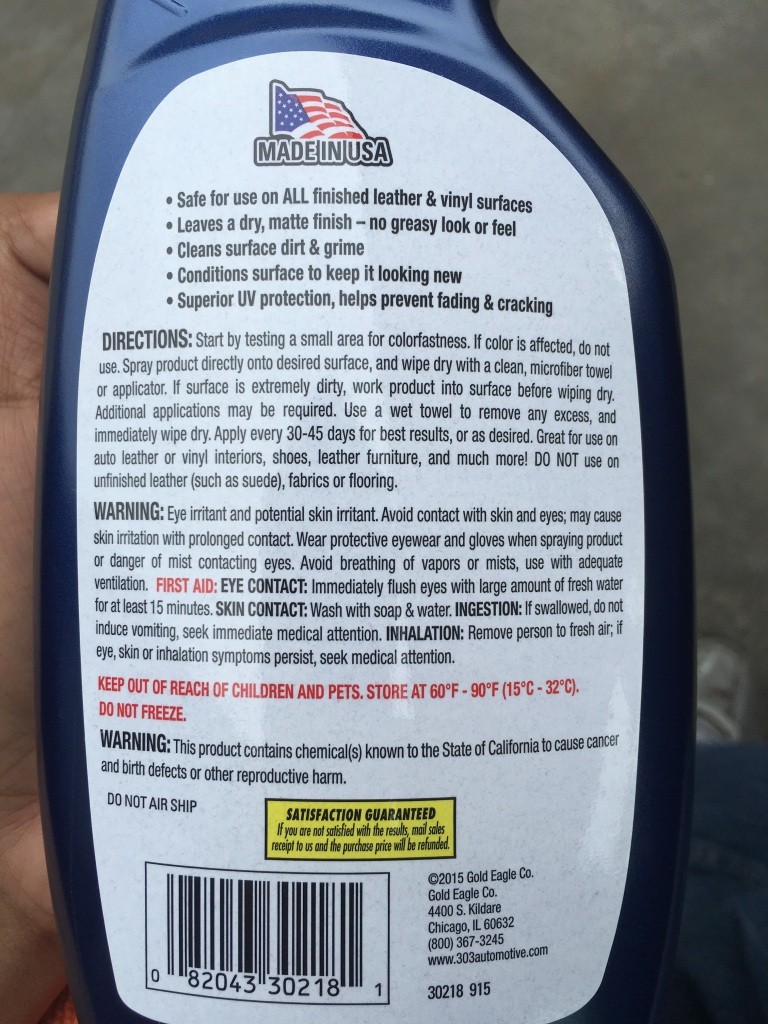 MADE IN USA
• Safe for use on ALL finished leather & vinyl surfaces
• Leaves a dry, matte finish – no greasy look or feel
• Cleans surface dirt & grime
• Conditions surface to keep it looking new
• Superior UV protection, helps prevent fading & cracking
DIRECTIONS: Start by testing a small area for colorfastness. If color is affected, do not
use. Spray product directly onto desired surface, and wipe dry with a clean, microfiber towel
or applicator. If surface is extremely dirty, work product into surface before wiping dry.
Additional applications may be required. Use a wet towel to remove any excess, and
immediately wipe dry. Apply every 30-45 days for best results, or as desired. Great for use on
auto leather or vinyl interiors, shoes, leather furniture, and much more! DO NOT use on
unfinished leather (such as suede), fabrics or flooring.
WARNING: Eye irritant and potential skin irritant. Avoid contact with skin and eyes; may cause
skin irritation with prolonged contact. Wear protective eyewear and gloves when spraying product
or danger of mist contacting eyes. Avoid breathing of vapors or mists, use with adequate
ventilation. FIRST AID: EYE CONTACT: Immediately flush eyes with large amount of fresh water
for at least 15 minutes. SKIN CONTACT: Wash with soap & water. INGESTION: If swallowed, do not
induce vomiting, seek immediate medical attention. INHALATION: Remove person to fresh air; if
eye, skin or inhalation symptoms persist, seek medical attention.
KEEP OUT OF REACH OF CHILDREN AND PETS. STORE AT 60°F - 90°F (15°C - 32°C).
DO NOT FREEZE.
WARNING: This product contains chemical(s) known to the State of California to cause cancer
and birth defects or other reproductive harm.
DO NOT AIR SHIP
SATISFACTION GUARANTEED
If you are not satisfied with the results, mail sales
receipt to us and the purchase price will be refunded.
0 82043 30218 1
©2015 Gold Eagle Co.
Gold Eagle Co.
4400 S. Kildare
Chicago, IL 60632
(800) 367-3245
www.303automotive.com
30218 915